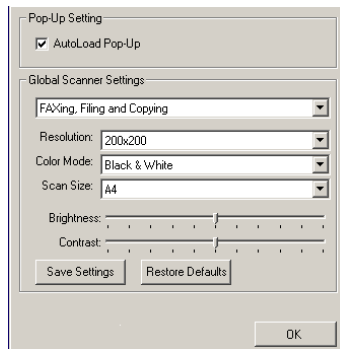 Pop-Up Setting
AutoLoad Pop-Up
Global Scanner Settings
FAXing, Filing and Copying
Resolution: 200x200
Color Mode: Black & White
Scan Size: A4
Brightness:
Contrast:
Save Settings Restore Defaults
OK